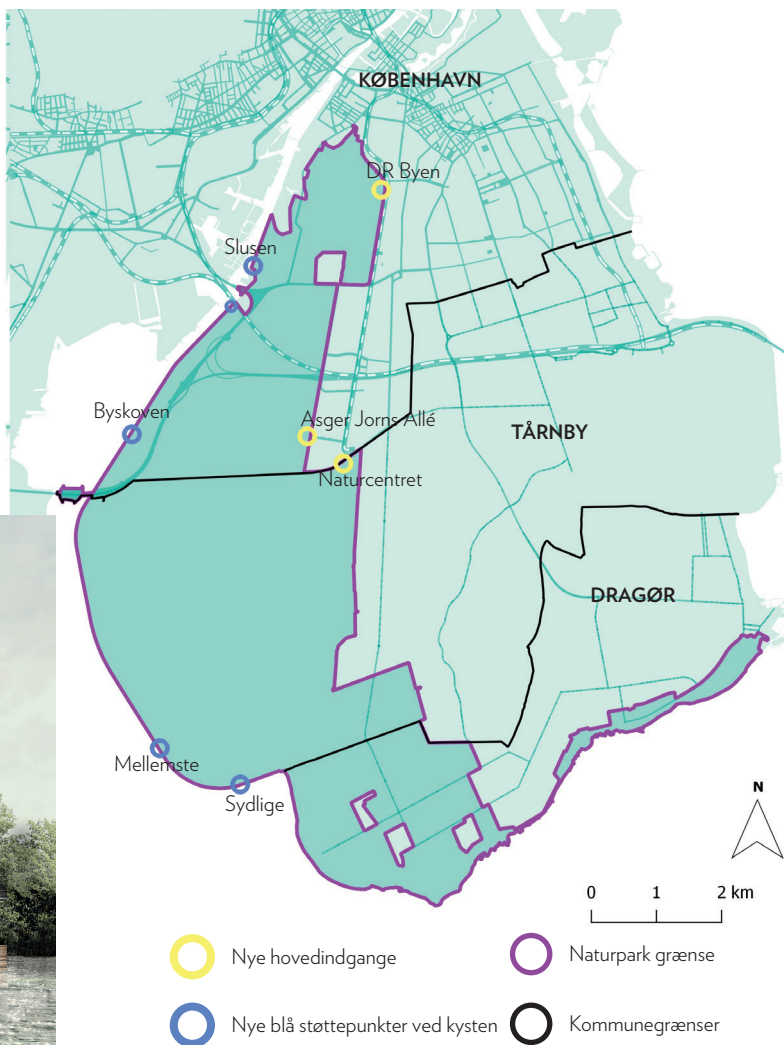 KØBENHAVN
DR Byen
Slusen
Byskoven
Asger Jorns Allé
TÅRNBY
Naturcentret
DRAGØR
Mellemste
Sydlige
N
0 1 2 km
Nye hovedindgange
Naturpark grænse
Nye blå støttepunkter ved kysten
Kommunegrænser